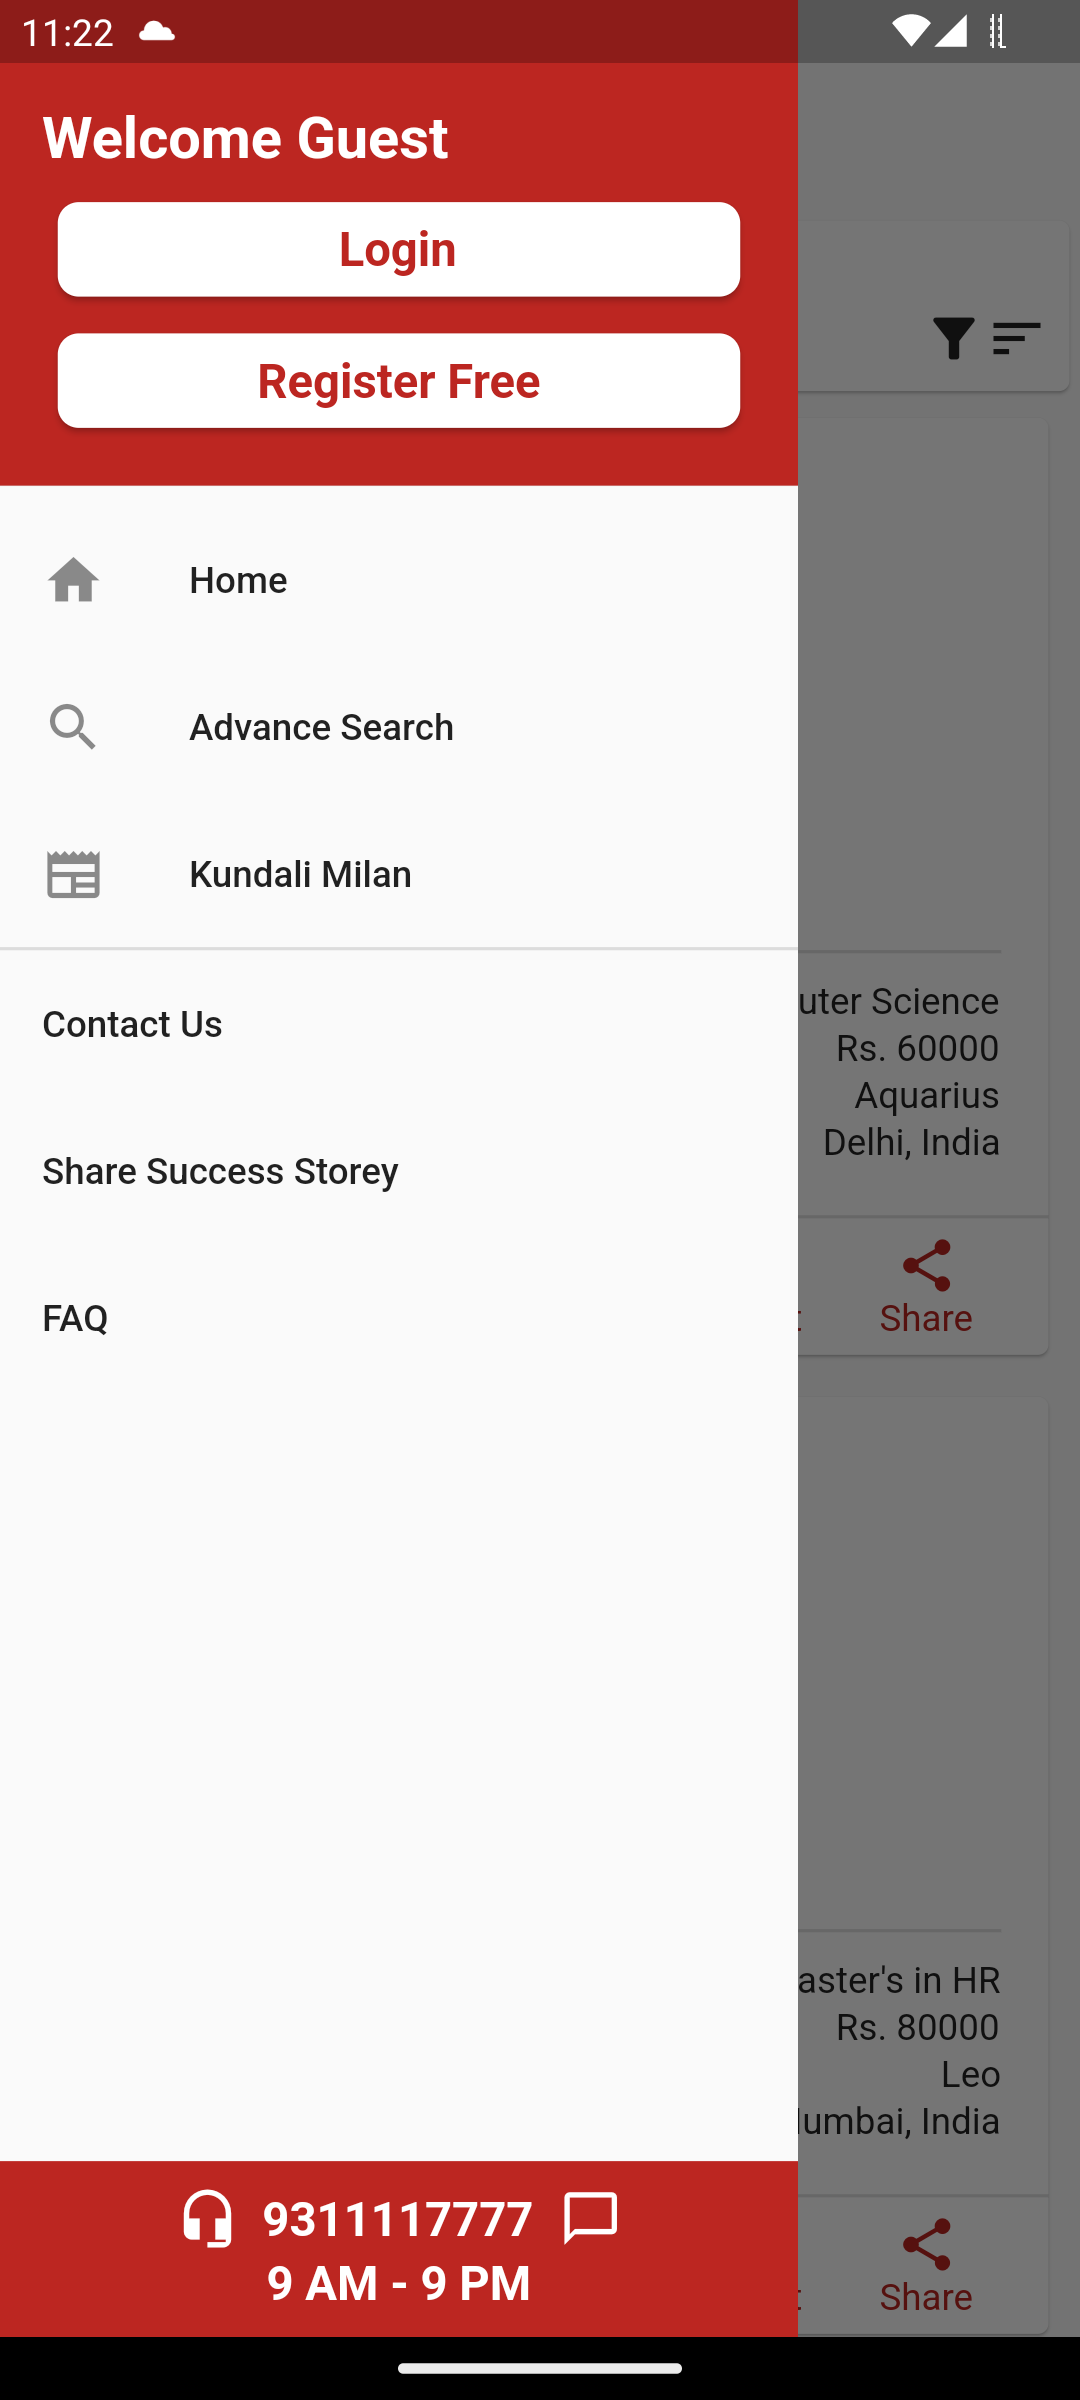 11:22
Welcome Guest
Login
Register Free
Home
Advance Search
Kundali Milan
Contact Us
Share Success Storey
FAQ
uter Science
Rs. 60000
Aquarius
Delhi, India
t
Share
aster's in HR
Rs. 80000
Leo
umbai, India
t
Share
9311117777
9 AM - 9 PM